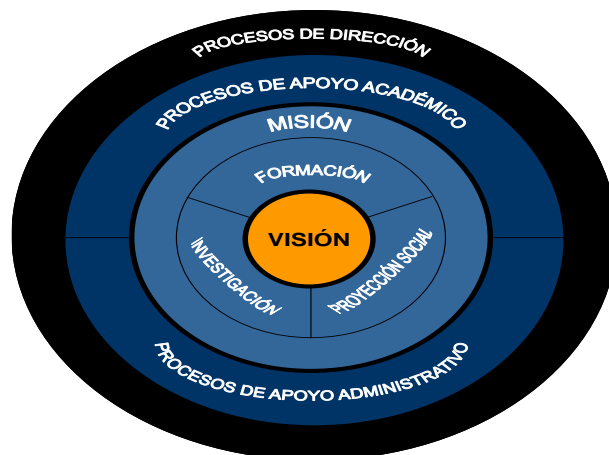 PROCESOS DE DIRECCIÓN
PROCESOS DE APOYO ACADÉMICO
MISIÓN
FORMACIÓN
VISIÓN
INVESTIGACIÓN
PROYECCIÓN SOCIAL
PROCESOS DE APOYO ADMINISTRATIVO